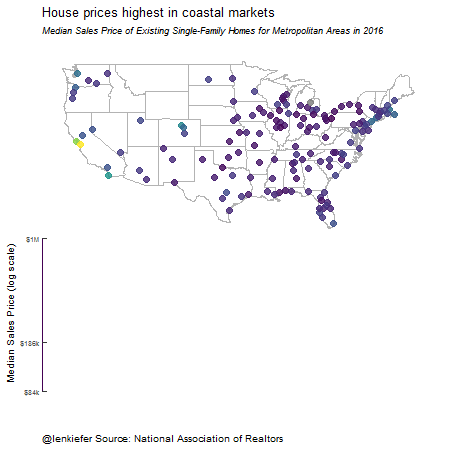 House prices highest in coastal markets
Median Sales Price of Existing Single-Family Homes for Metropolitan Areas in 2016
Median Sales Price (log scale)
$1M
$186k
$84k
@lenkiefer Source: National Association of Realtors